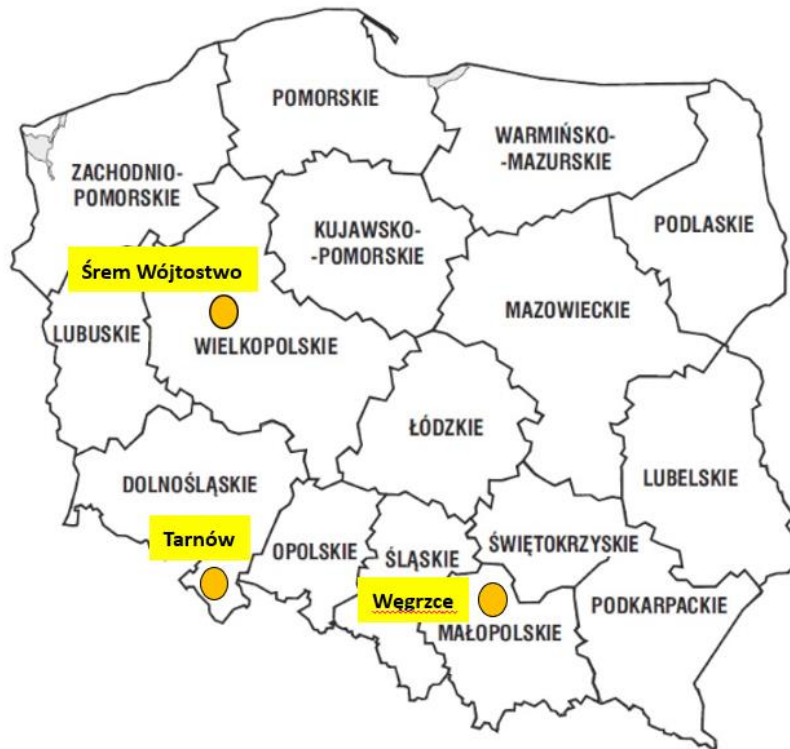 POMORSKIE
WARMIŃSKO-
-MAZURSKIE
ZACHODNIO-
POMORSKIE
PODLASKIE
KUJAWSKO-
-POMORSKIE
Śrem Wójtostwo
MAZOWIECKIE
LUBUSKIE
WIELKOPOLSKIE
ŁÓDZKIE
LUBELSKIE
DOLNOŚLĄSKIE
Tarnów
OPOLSKIE
ŚLĄSKIE
ŚWIĘTOKRZYSKIE
Węgrzce
PODKARPACKIE
MAŁOPOLSKIE